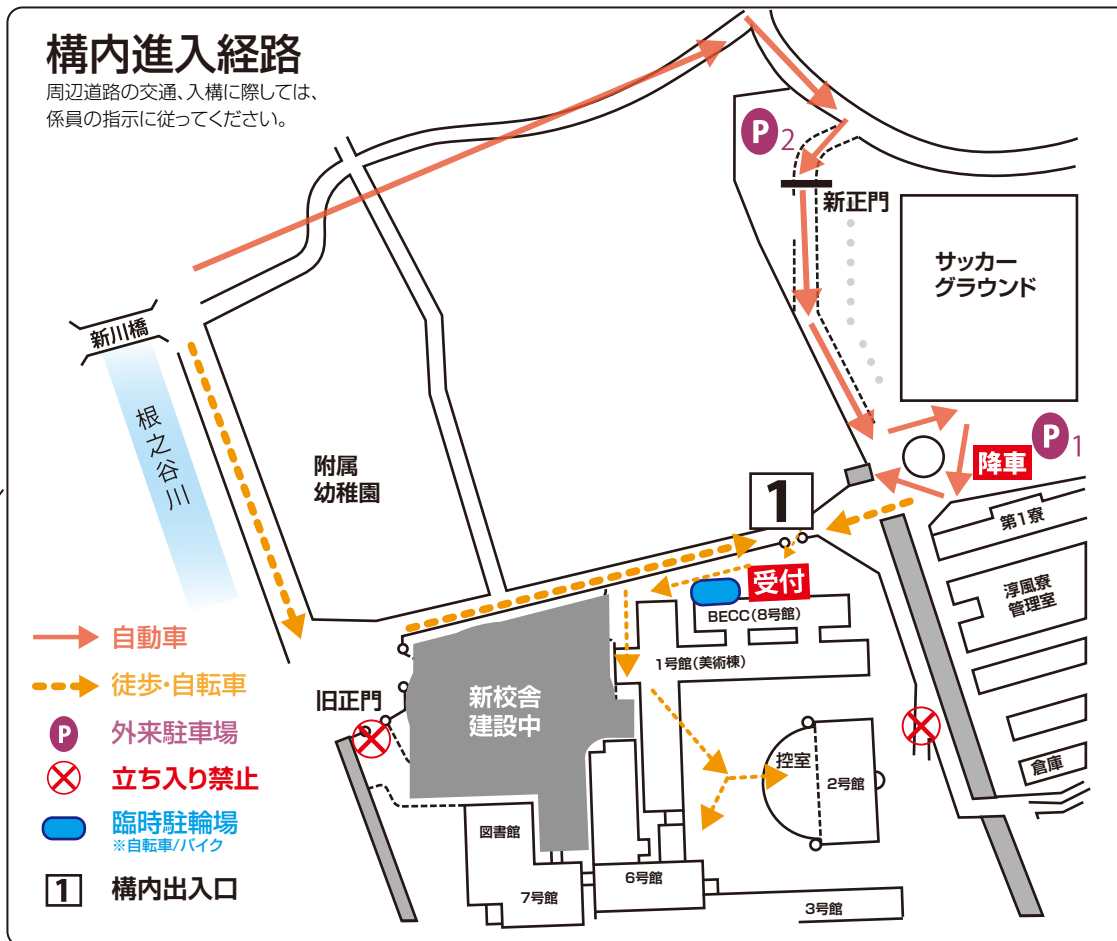 構内進入経路
周辺道路の交通、入構に際しては、
係員の指示に従ってください。
P2
新正門
サッカー
グラウンド
新川橋
根之谷川
附属
幼稚園
P1
降車
1
第1寮
受付
淳風寮
管理室
BECC(8号館)
1号館(美術棟)
自動車
徒歩・自転車
旧正門
新校舎
建設中
P
外来駐車場
立ち入り禁止
控室
2号館
倉庫
臨時駐輪場
※自転車/バイク
図書館
1
構内出入口
7号館
6号館
3号館